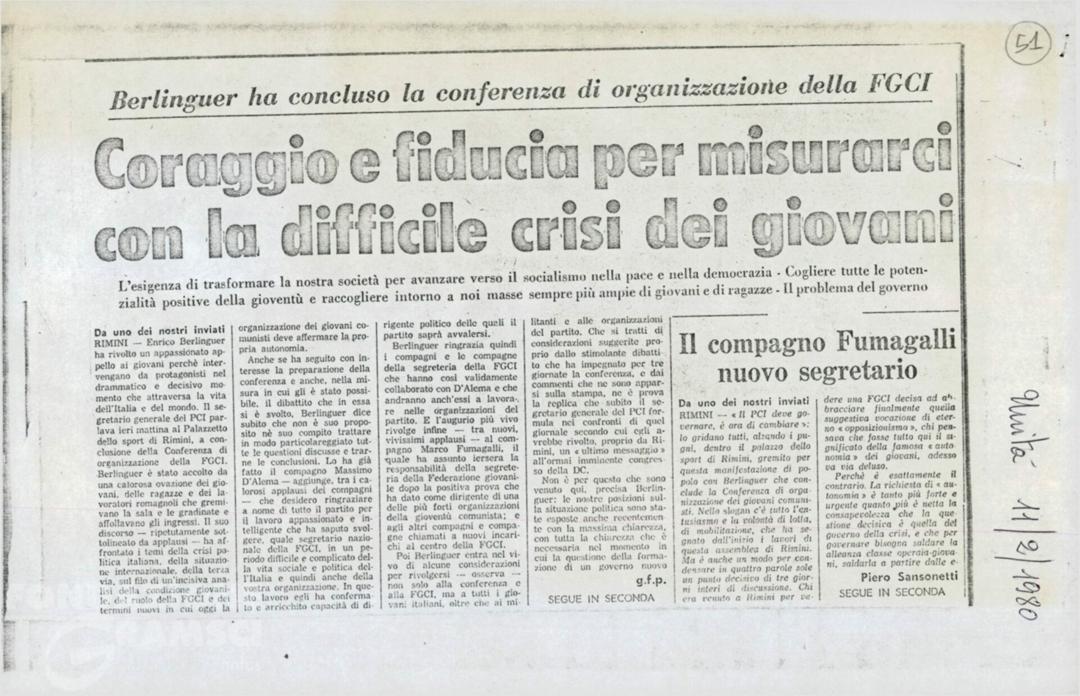 51
Berlinguer ha concluso la conferenza di organizzazione della FGCI
Coraggio e fiducia per misurarci
con la difficile crisi dei giovani
L'esigenza di trasformare la nostra società per avanzare verso il socialismo nella pace e nella democrazia - Cogliere tutte le poten-
zialità positive della gioventù e raccogliere intorno a noi masse sempre più ampie di giovani e di ragazze - Il problema del governo
Da uno dei nostri inviati
RIMINI — Enrico Berlinguer
ha rivolto un appassionato ap-
pello ai giovani perchè inter-
vengano da protagonisti nel
drammatico e decisivo mo-
mento che attraversa la vita
dell'Italia e del mondo. Il se-
gretario generale del PCI par-
lava ieri mattina al Palazzetto
dello sport di Rimini, a con-
clusione della Conferenza di
organizzazione della FGCI.
Berlinguer è stato accolto da
una calorosa ovazione dei gio-
vani, delle ragazze e dei la-
voratori romagnoli che gremi-
vano la sala e le gradinate e
affollavano gli ingressi. Il suo
discorso — ripetutamente sot-
tolineato da applausi — ha af-
frontato i temi della crisi po-
litica italiana, della situazio-
ne internazionale, della terza
via, sul filo di un'incisiva ana-
lisi della condizione giovani-
le, del ruolo della FGCI e dei
termini nuovi in cui oggi la
organizzazione dei giovani co-
munisti deve affermare la pro-
pria autonomia.
Anche se ha seguito con in-
teresse la preparazione della
conferenza e anche, nella mi-
sura in cui gli è stato possi-
bile, il dibattito che in essa
si è svolto, Berlinguer dice
subito che non è suo proposi-
to nè suo compito trattare
in modo particolareggiato tut-
te le questioni discusse e trar-
ne le conclusioni. Lo ha già
fatto il compagno Massimo
D'Alema — aggiunge, tra i ca-
lorosi applausi dei compagni
— che desidero ringraziare
a nome di tutto il partito per
il lavoro appassionato e in-
telligente che ha saputo svol-
gere, quale segretario nazio-
nale della FGCI, in un pe-
riodo difficile e complicato del-
la vita sociale e politica del-
l'Italia e quindi anche della
vostra organizzazione. In que-
sto lavoro egli ha conferma-
to e arricchito capacità di di-
rigente politico delle quali il
partito saprà avvalersi.
Berlinguer ringrazia quindi
i compagni e le compagne
della segreteria della FGCI
che hanno così validamente
collaborato con D'Alema e che
andranno anch'essi a lavora-
re nelle organizzazioni del
partito. E l'augurio più vivo
rivolge infine — tra nuovi,
vivissimi applausi — al com-
pagno Marco Fumagalli, il
quale ha assunto iersera la
responsabilità della segrete-
ria della Federazione giovani-
le dopo la positiva prova che
ha dato come dirigente di una
delle più forti organizzazioni
della gioventù comunista; e
agli altri compagni e compa-
gne chiamati a nuovi incari-
chi al centro della FGCI.
Poi Berlinguer entra nel vi-
vo di alcune considerazioni
per rivolgersi — osserva —
non solo alla conferenza e
alla FGCI, ma a tutti i gio-
vani italiani, oltre che ai mi-
litanti e alle organizzazioni
del partito. Che si tratti di
considerazioni suggerite pro-
prio dallo stimolante dibatti-
to che ha impegnato per tre
giornate la conferenza, e dai
commenti che ne sono appar-
si sulla stampa, ne è prova
la replica che subito il se-
gretario generale del PCI for-
mula nei confronti di quel
giornale secondo cui egli a-
vrebbe rivolto, proprio da Ri-
mini, un « ultimo messaggio »
all'ormai imminente congres-
so della DC.
Non è per questo che sono
venuto qui, precisa Berlin-
guer: le nostre posizioni sul-
la situazione politica sono sta-
te esposte anche recentemen-
te con la massima chiarezza,
con tutta la chiarezza che è
necessaria nel momento in
cui la questione della forma-
zione di un governo nuovo
g.f.p.
SEGUE IN SECONDA
Il compagno Fumagalli
nuovo segretario
Da uno dei nostri inviati
RIMINI — « Il PCI deve go-
vernare, è ora di cambiare »:
lo gridano tutti, alzando i pu-
gni, dentro il palazzo dello
sport di Rimini, gremito per
questa manifestazione di po-
polo con Berlinguer che con-
clude la Conferenza di orga-
nizzazione dei giovani comuni-
sti. Nello slogan c'è tutto l'en-
tusiasmo e la volontà di lotta,
di mobilitazione, che ha se-
gnato dall'inizio i lavori di
questa assemblea di Rimini.
Ma è anche un modo per con-
densare in quattro parole sole
un punto decisivo di tre gior-
ni interi di discussione. Chi
era venuto a Rimini per ve-
dere una FGCI decisa ad ab-
bracciare finalmente quella
suggestiva vocazione di eter-
no « opposizionismo », chi pen-
sava che fosse tutto qui il si-
gnificato della famosa « auto-
nomia » dei giovani, adesso
va via deluso.
Perchè è esattamente il
contrario. La richiesta di « au-
tonomia » è tanto più forte e
urgente quanto più è netta la
consapevolezza che la que-
stione decisiva è quella del
governo della crisi, e che per
governare bisogna saldare la
alleanza classe operaia-giova-
ni, saldarla a partire dalle e-
Piero Sansonetti
SEGUE IN SECONDA
Unità 11/2/1980